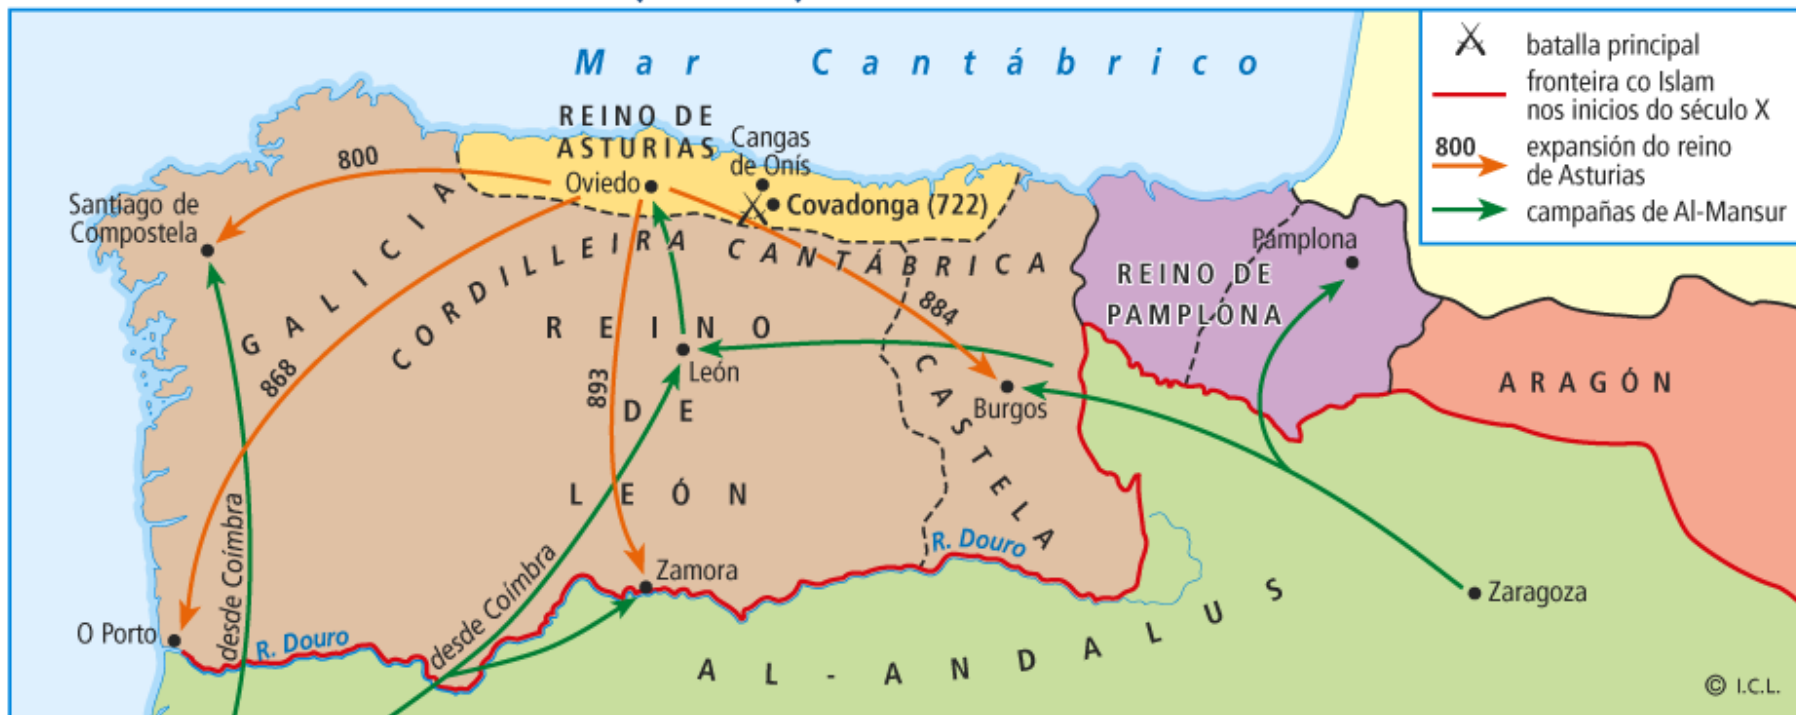 Mar Cantábrico
batalla principal
fronteira co Islam
nos inicios do século X
800
expansión do reino
de Asturias
campañas de Al-Mansur
REINO DE
ASTURIAS
Cangas
de Onís
Oviedo
Covadonga (722)
800
Santiago de
Compostela
GALICIA
CORDILLEIRA CANTÁBRICA
Pamplona
REINO DE
PAMPLONA
884
868
893
REINO
DE
LEÓN
León
CASTELA
Burgos
ARAGÓN
desde Coímbra
desde Coímbra
R. Douro
R. Douro
Zamora
O Porto
Zaragoza
AL-ANDALUS
© I.C.L.